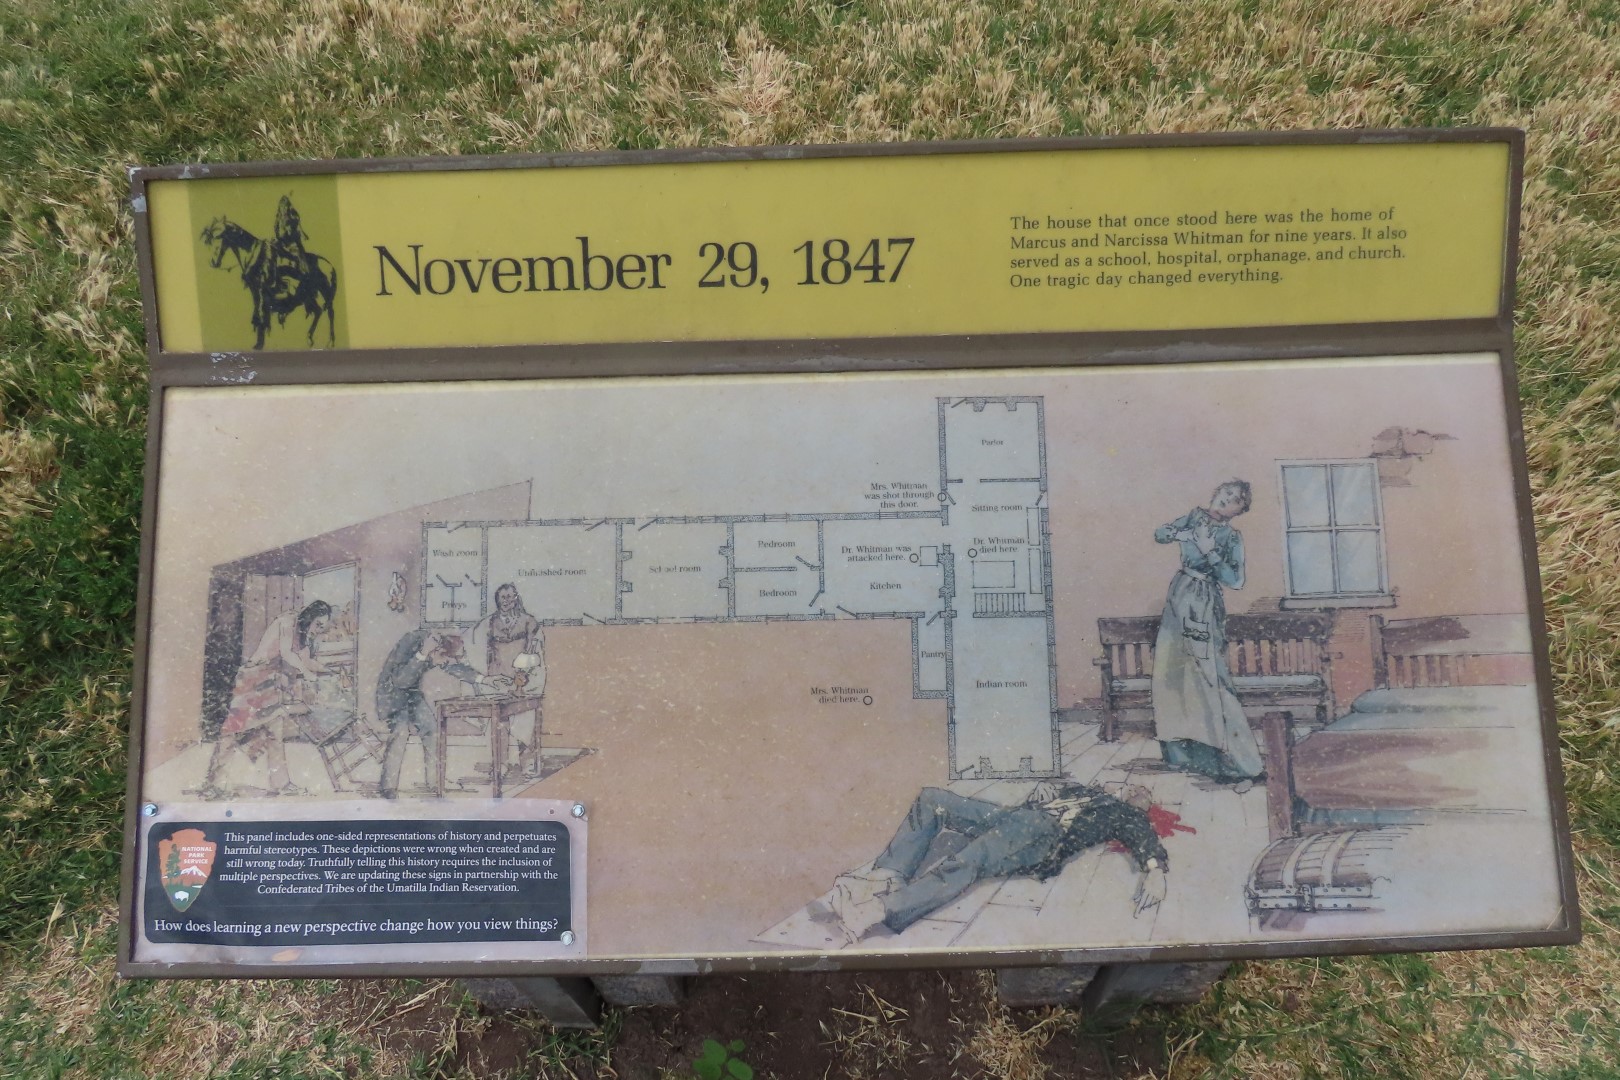 November 29, 1847
The house that once stood here was the home of
Marcus and Narcissa Whitman for nine years. It also
served as a school, hospital, orphanage, and church.
One tragic day changed everything.
Parlor
Mrs. Whitman
was shot through
this door.
Sitting room
Wash room
Unfinished room
School room
Bedroom
Dr. Whitman was
attacked here.
Dr. Whitman
died here
Kitchen
Bedroom
Privys
Pantry
Indian room
Mrs. Whitman
died here.
NATIONAL
PARK
SERVICE
This panel includes one-sided representations of history and perpetuates
harmful stereotypes. These depictions were wrong when created and are
still wrong today. Truthfully telling this history requires the inclusion of
multiple perspectives. We are updating these signs in partnership with the
Confederated Tribes of the Umatilla Indian Reservation.
How does learning a new perspective change how you view things?